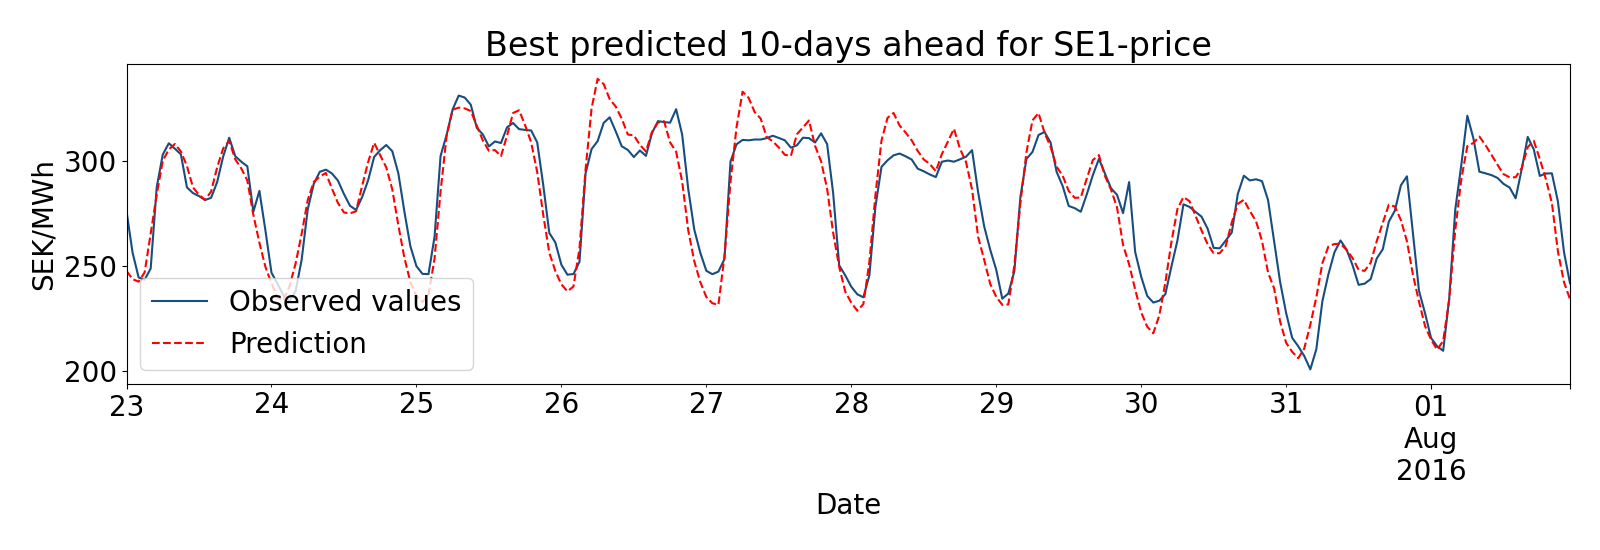 Best predicted 10-days ahead for SE1-price
SEK/MWh
300
250
200
Observed values
Prediction
23 24 25 26 27 28 29 30 31 01
Aug
2016
Date